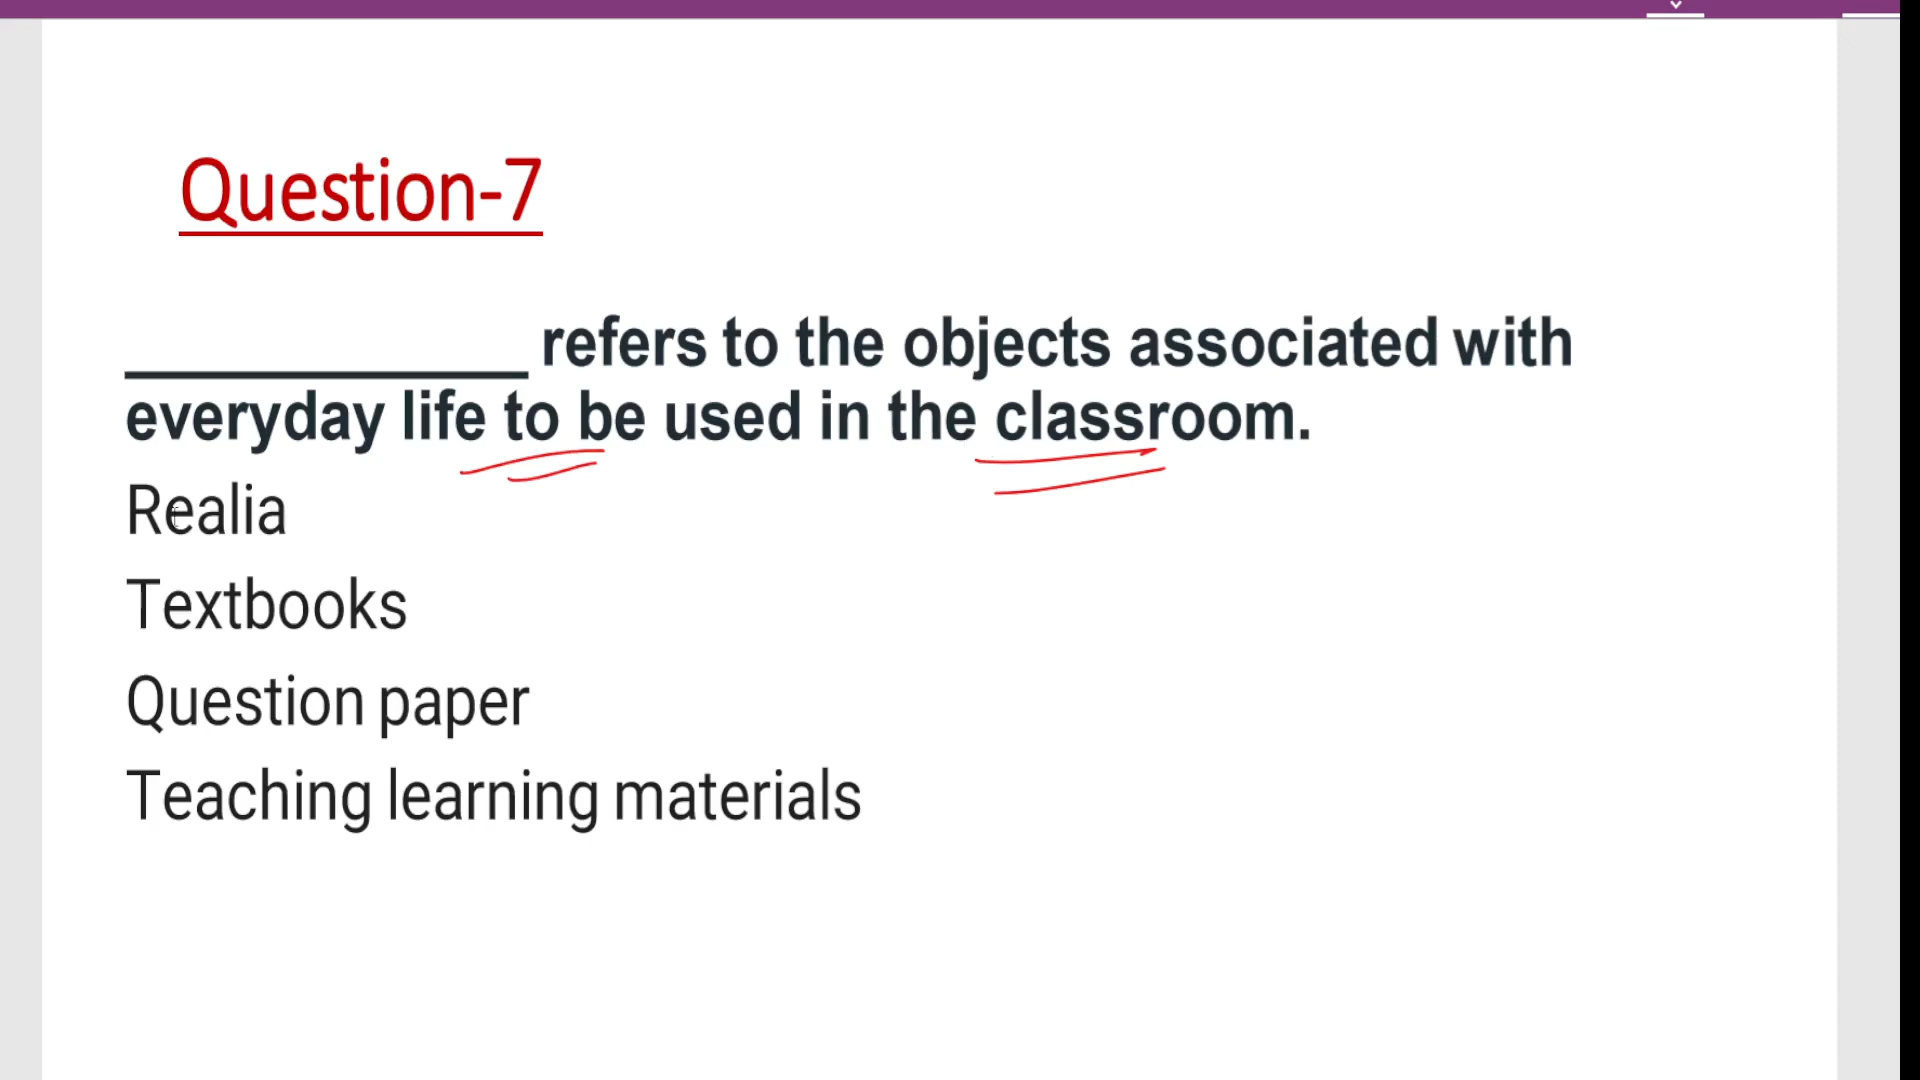 Question-7
____________ refers to the objects associated with
everyday life to be used in the classroom.
Realia
Textbooks
Question paper
Teaching learning materials